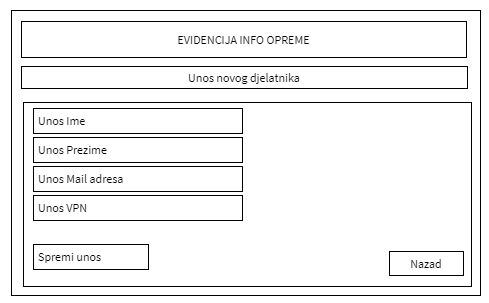 EVIDENCIJA INFO OPREME
Unos novog djelatnika
Unos Ime
Unos Prezime
Unos Mail adresa
Unos VPN
Spremi unos
Nazad